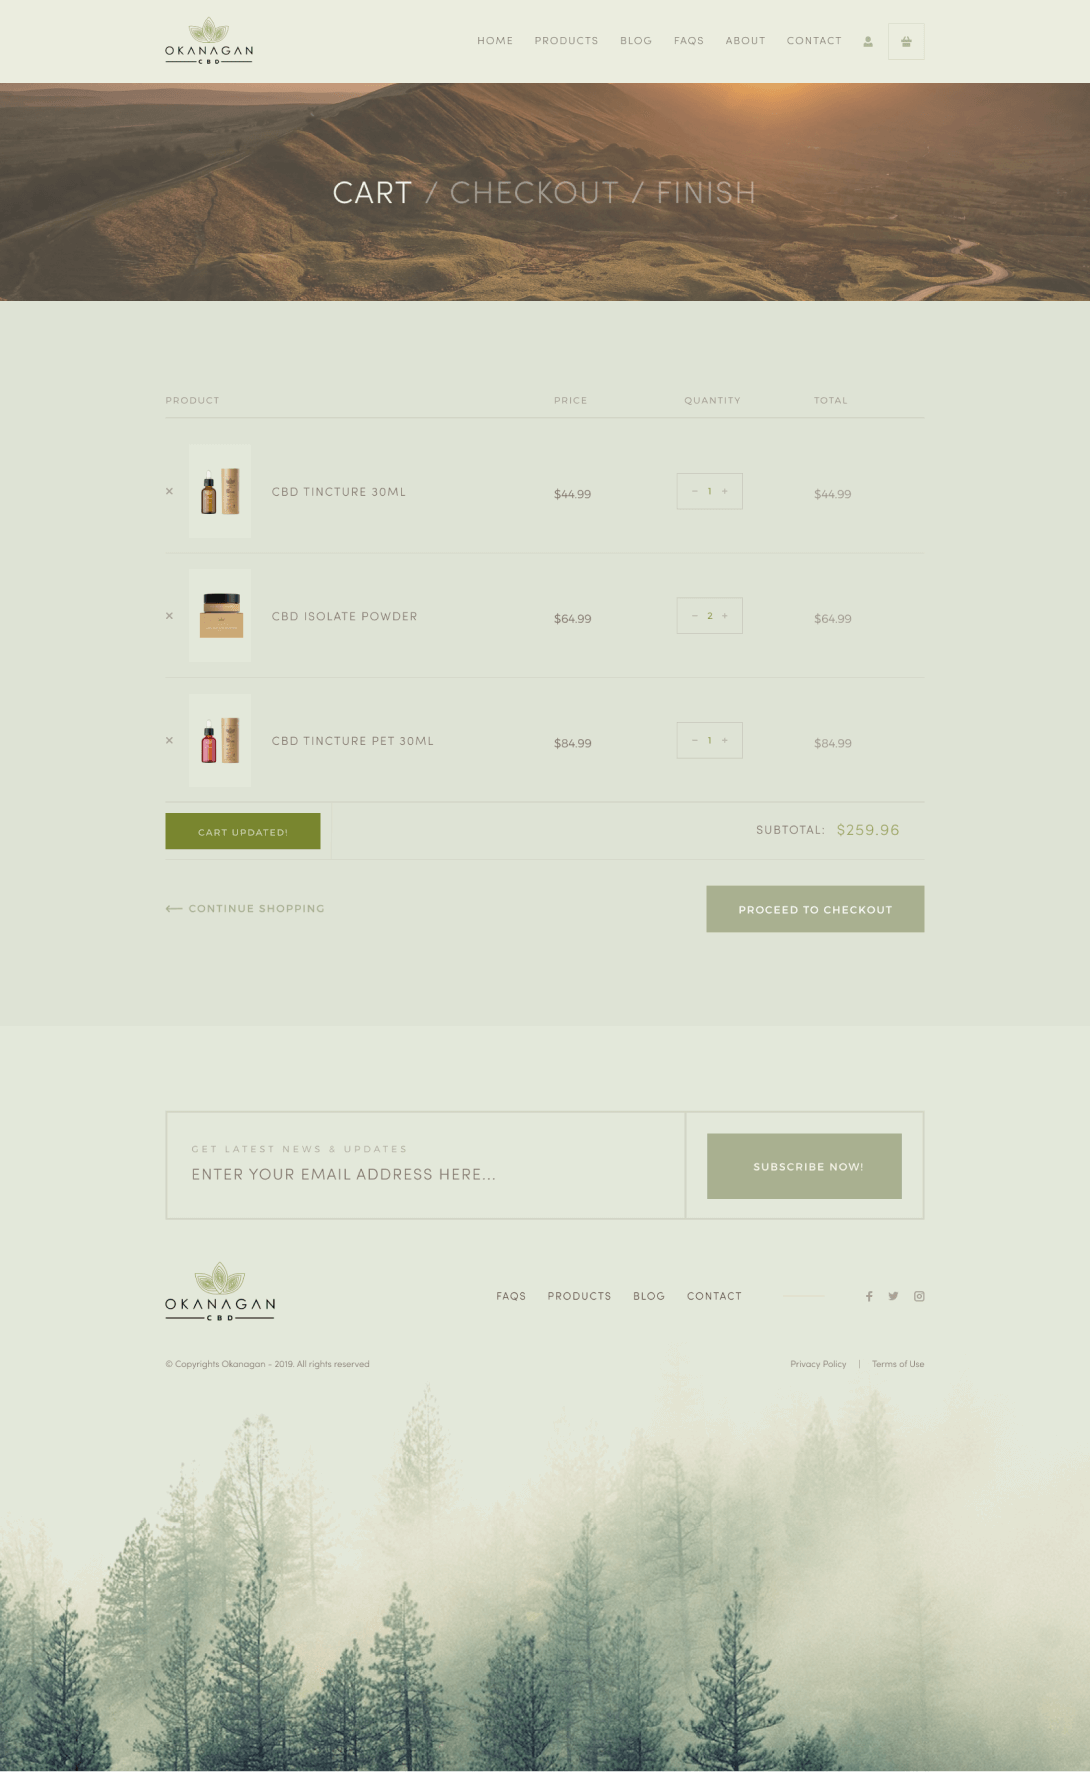 OKANAGAN
CBD
HOME PRODUCTS BLOG FAQS ABOUT CONTACT
CART / CHECKOUT / FINISH
PRODUCT PRICE QUANTITY TOTAL
× CBD TINCTURE 30ML $44.99 − 1 + $44.99
× CBD ISOLATE POWDER $64.99 − 2 + $64.99
× CBD TINCTURE PET 30ML $84.99 − 1 + $84.99
CART UPDATED! SUBTOTAL: $259.96
⟵ CONTINUE SHOPPING PROCEED TO CHECKOUT
GET LATEST NEWS & UPDATES
ENTER YOUR EMAIL ADDRESS HERE...
SUBSCRIBE NOW!
OKANAGAN
CBD
FAQS PRODUCTS BLOG CONTACT
© Copyrights Okanagan - 2019. All rights reserved Privacy Policy | Terms of Use